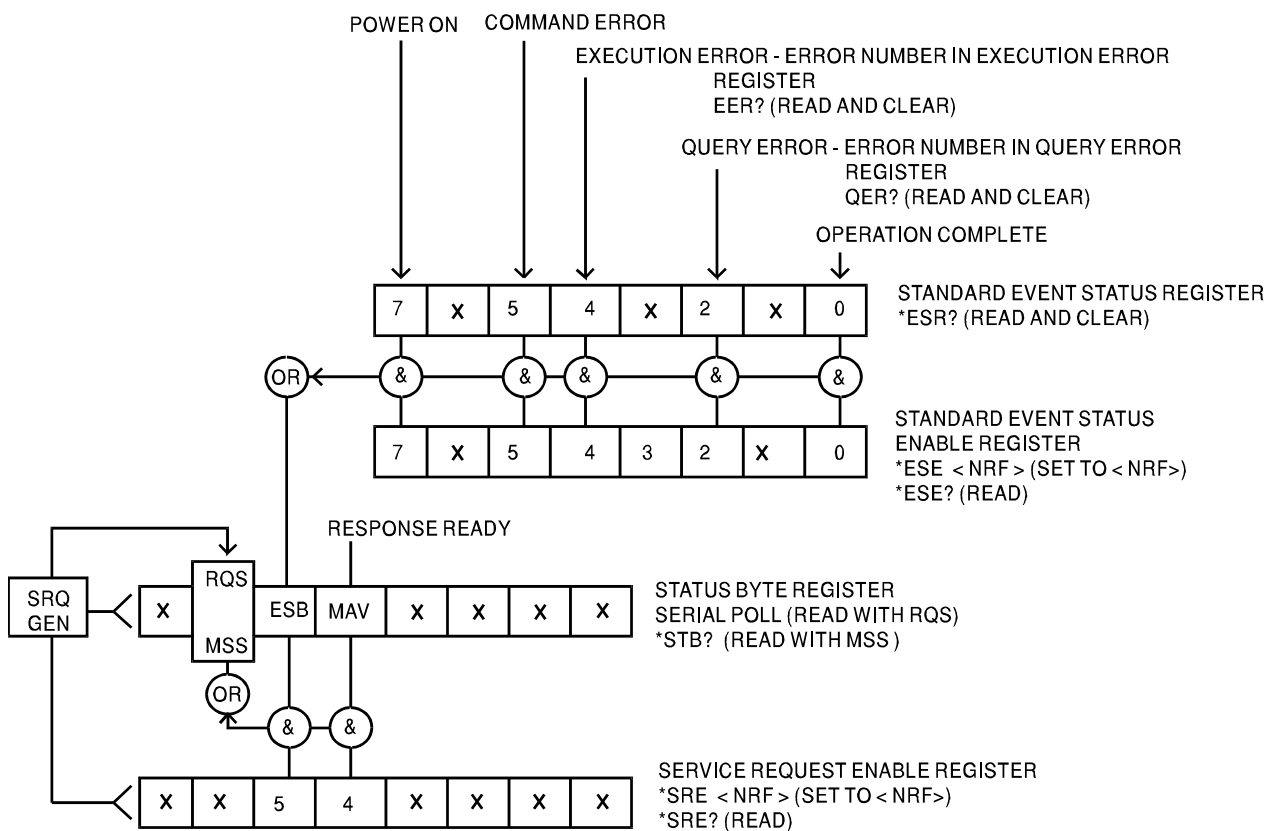 POWER ON
COMMAND ERROR
EXECUTION ERROR - ERROR NUMBER IN EXECUTION ERROR
REGISTER
EER? (READ AND CLEAR)
QUERY ERROR - ERROR NUMBER IN QUERY ERROR
REGISTER
QER? (READ AND CLEAR)
OPERATION COMPLETE
7 X 5 4 X 2 X 0
STANDARD EVENT STATUS REGISTER
*ESR? (READ AND CLEAR)
OR & & & & &
7 X 5 4 3 2 X 0
STANDARD EVENT STATUS
ENABLE REGISTER
*ESE < NRF > (SET TO < NRF>)
*ESE? (READ)
RESPONSE READY
SRQ
GEN
X RQS ESB MAV X X X X
MSS
STATUS BYTE REGISTER
SERIAL POLL (READ WITH RQS)
*STB? (READ WITH MSS )
OR
& &
X X 5 4 X X X X
SERVICE REQUEST ENABLE REGISTER
*SRE < NRF > (SET TO < NRF>)
*SRE? (READ)